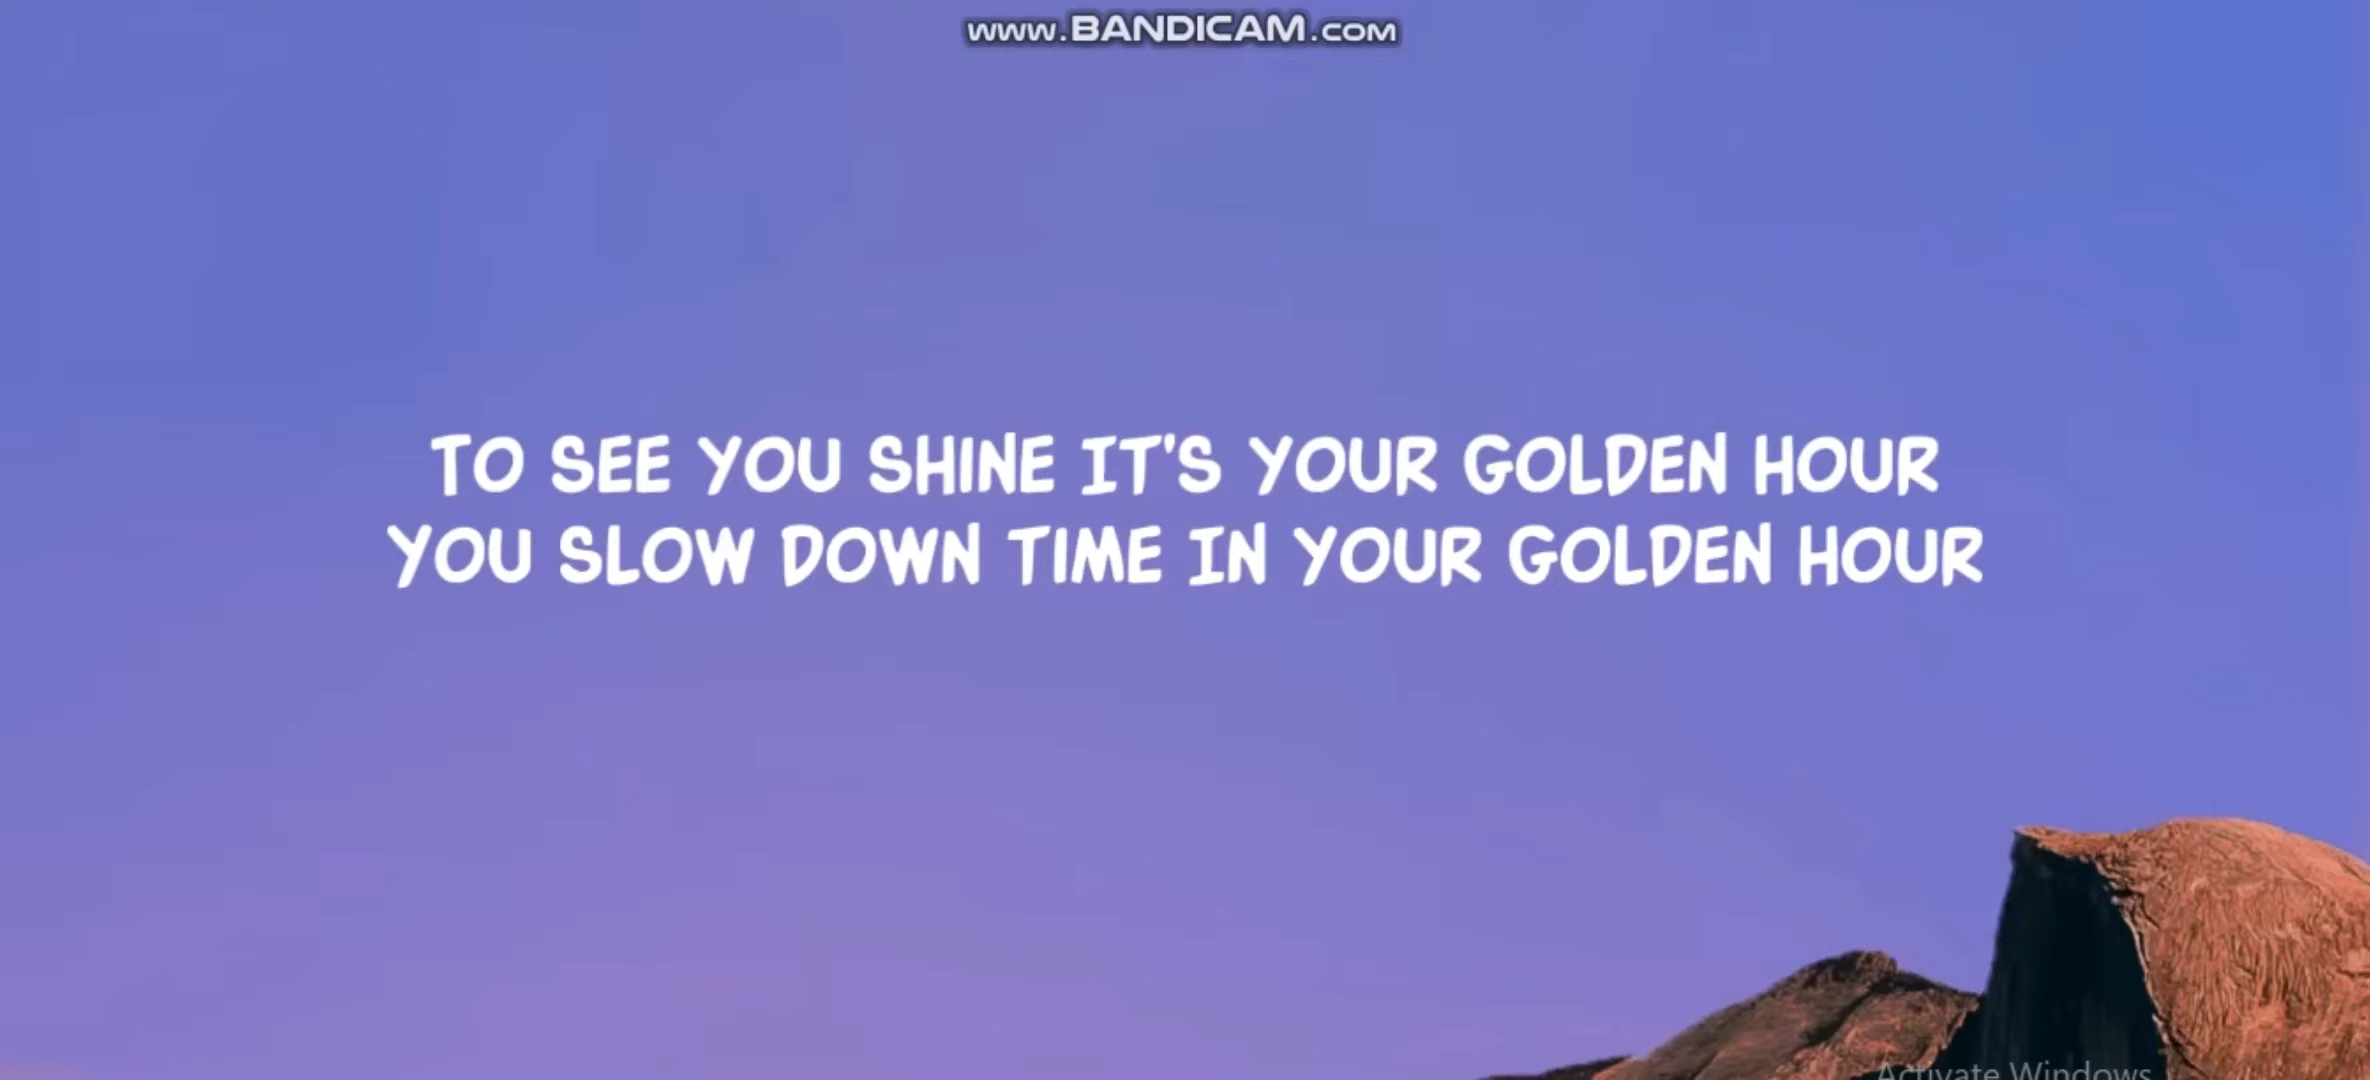 www.BANDICAM.com
TO SEE YOU SHINE IT'S YOUR GOLDEN HOUR
YOU SLOW DOWN TIME IN YOUR GOLDEN HOUR
Activate Windows